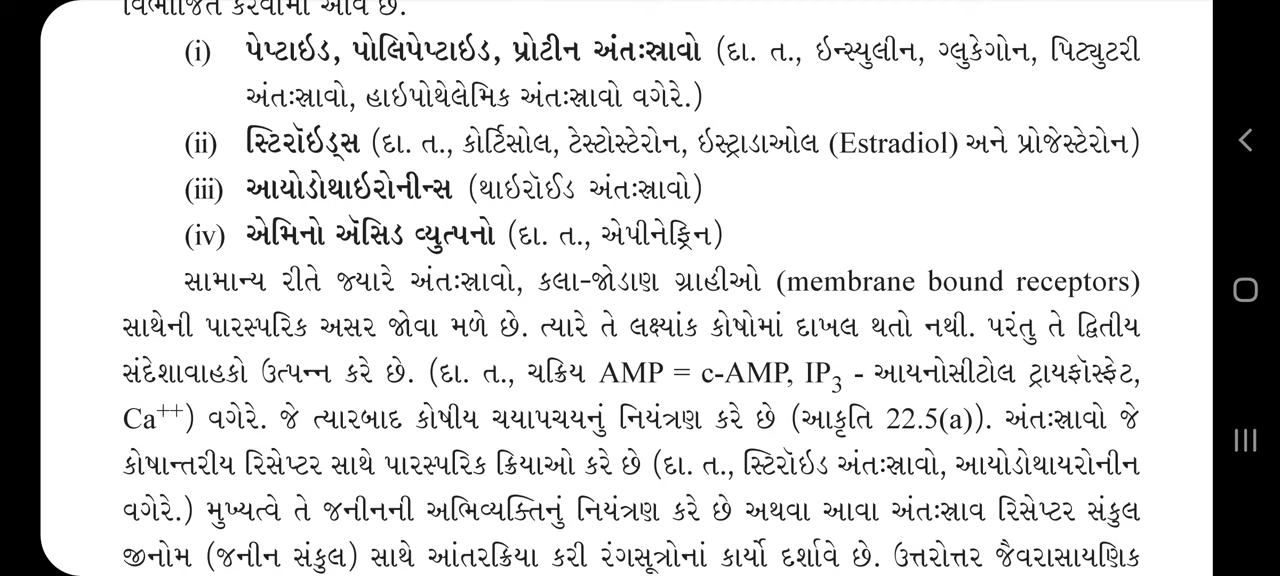 વિભાજિત કરવામાં આવે છે.
(i) પેપ્ટાઇડ, પોલિપેપ્ટાઇડ, પ્રોટીન અંતઃસ્રાવો (દા. ત., ઇન્સ્યુલીન, ગ્લુકેગોન, પિટ્યુટરી
અંતઃસ્રાવો, હાઇપોથેલેમિક અંતઃસ્રાવો વગેરે.)
(ii) સ્ટિરૉઇડ્સ (દા. ત., કોર્ટિસોલ, ટેસ્ટોસ્ટેરોન, ઇસ્ટ્રાડાઓલ (Estradiol) અને પ્રોજેસ્ટેરોન)
(iii) આયોડોથાઇરોનીન્સ (થાઇરૉઈડ અંતઃસ્રાવો)
(iv) એમિનો ઍસિડ વ્યુત્પનો (દા. ત., એપીનેફ્રિન)
સામાન્ય રીતે જ્યારે અંતઃસ્રાવો, કલા-જોડાણ ગ્રાહીઓ (membrane bound receptors)
સાથેની પારસ્પરિક અસર જોવા મળે છે. ત્યારે તે લક્ષ્યાંક કોષોમાં દાખલ થતો નથી. પરંતુ તે દ્વિતીય
સંદેશાવાહકો ઉત્પન્ન કરે છે. (દા. ત., ચક્રિય AMP = c-AMP, IP₃ - આયનોસીટોલ ટ્રાયફૉસ્ફેટ,
Ca⁺⁺) વગેરે. જે ત્યારબાદ કોષીય ચયાપચયનું નિયંત્રણ કરે છે (આકૃતિ 22.5(a)). અંતઃસ્રાવો જે
કોષાન્તરીય રિસેપ્ટર સાથે પારસ્પરિક ક્રિયાઓ કરે છે (દા. ત., સ્ટિરૉઇડ અંતઃસ્રાવો, આયોડોથાયરોનીન
વગેરે.) મુખ્યત્વે તે જનીનની અભિવ્યક્તિનું નિયંત્રણ કરે છે અથવા આવા અંતઃસ્રાવ રિસેપ્ટર સંકુલ
જીનોમ (જનીન સંકુલ) સાથે આંતરક્રિયા કરી રંગસૂત્રોનાં કાર્યો દર્શાવે છે. ઉત્તરોત્તર જૈવરાસાયણિક